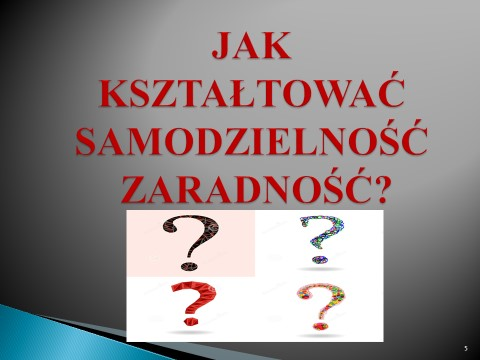 JAK
KSZTAŁTOWAĆ
SAMODZIELNOŚĆ
ZARADNOŚĆ?
?
?
?
?
5